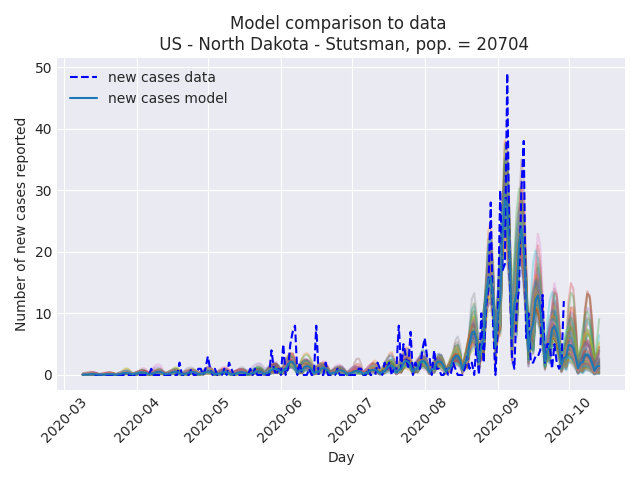 Model comparison to data
US - North Dakota - Stutsman, pop. = 20704
new cases data
new cases model
Number of new cases reported
50
40
30
20
10
0
2020-03
2020-04
2020-05
2020-06
2020-07
2020-08
2020-09
2020-10
Day